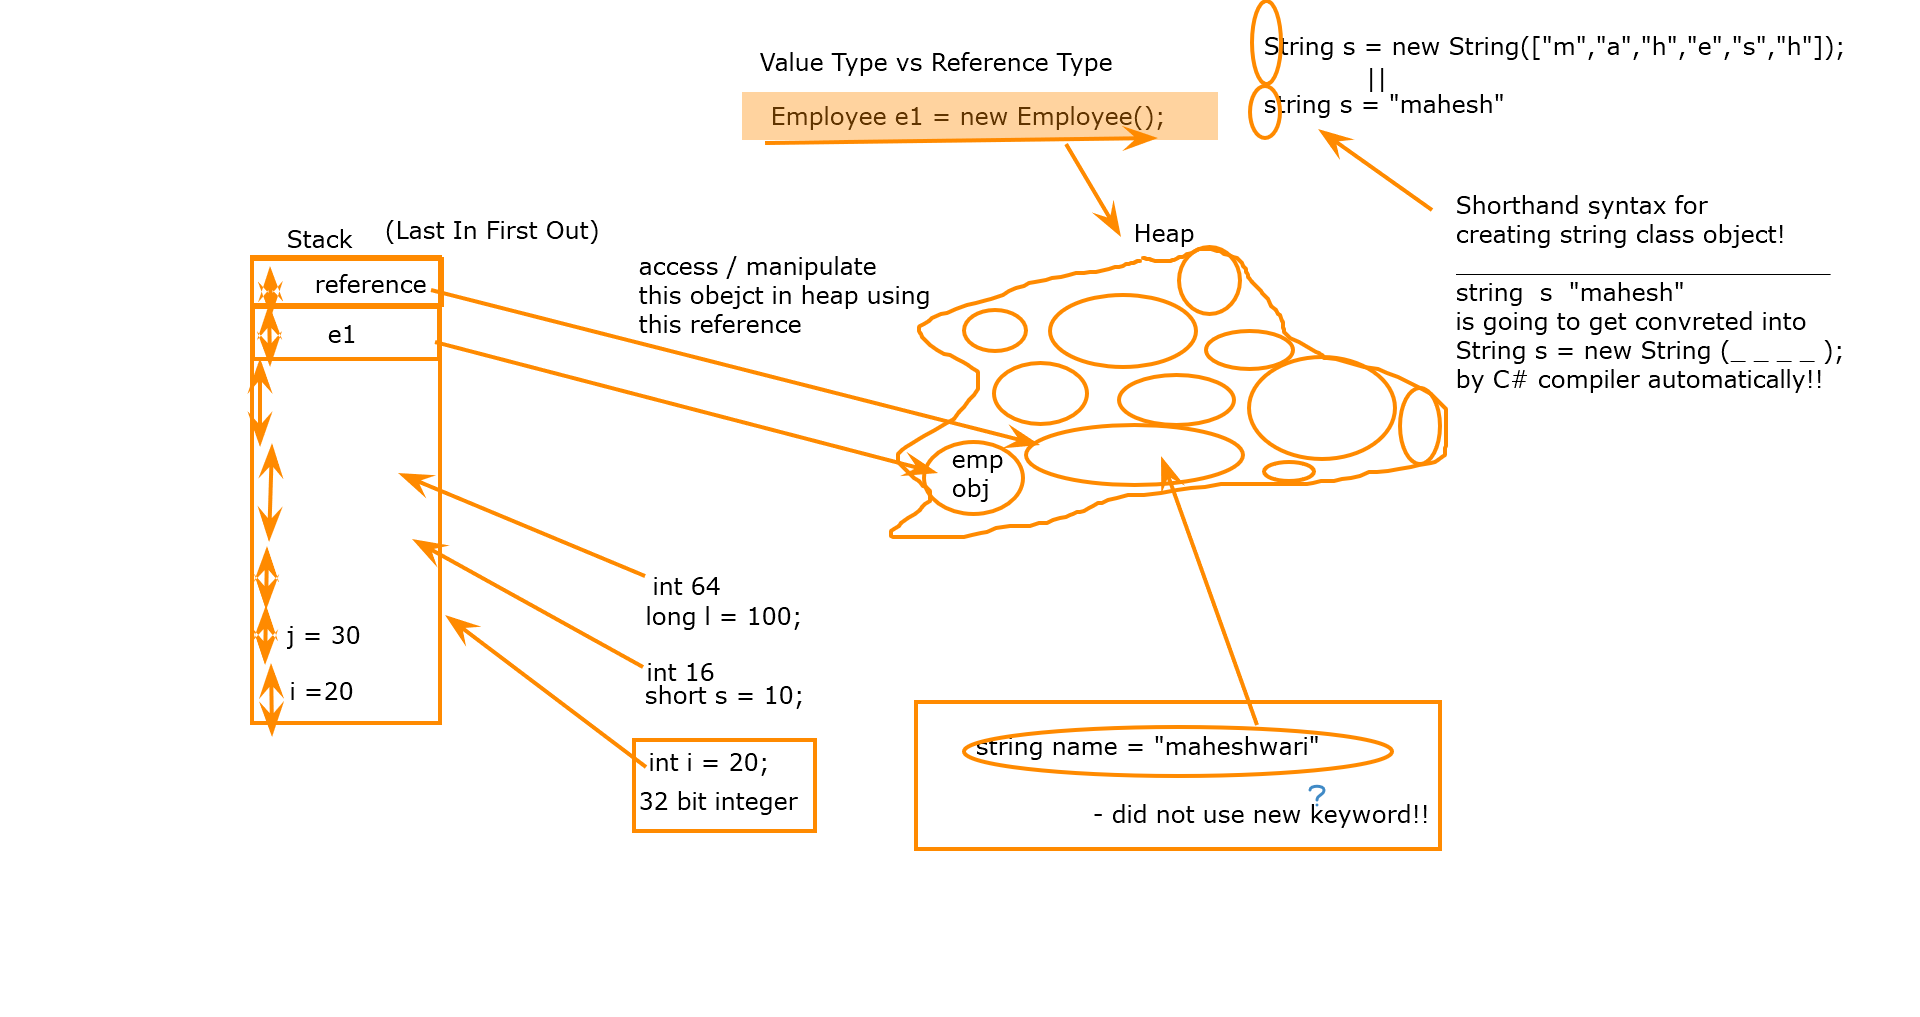 String s = new String(["m","a","h","e","s","h"]);
||
string s = "mahesh"
Value Type vs Reference Type
Employee e1 = new Employee();
Shorthand syntax for
creating string class object!
string  s  "mahesh"
is going to get convreted into
String s = new String (_ _ _ _ );
by C# compiler automatically!!
Stack
(Last In First Out)
Heap
access / manipulate
this obejct in heap using
this reference
reference
e1
emp
obj
int 64
long l = 100;
j = 30
int 16
short s = 10;
i =20
int i = 20;
32 bit integer
string name = "maheshwari"
?
- did not use new keyword!!